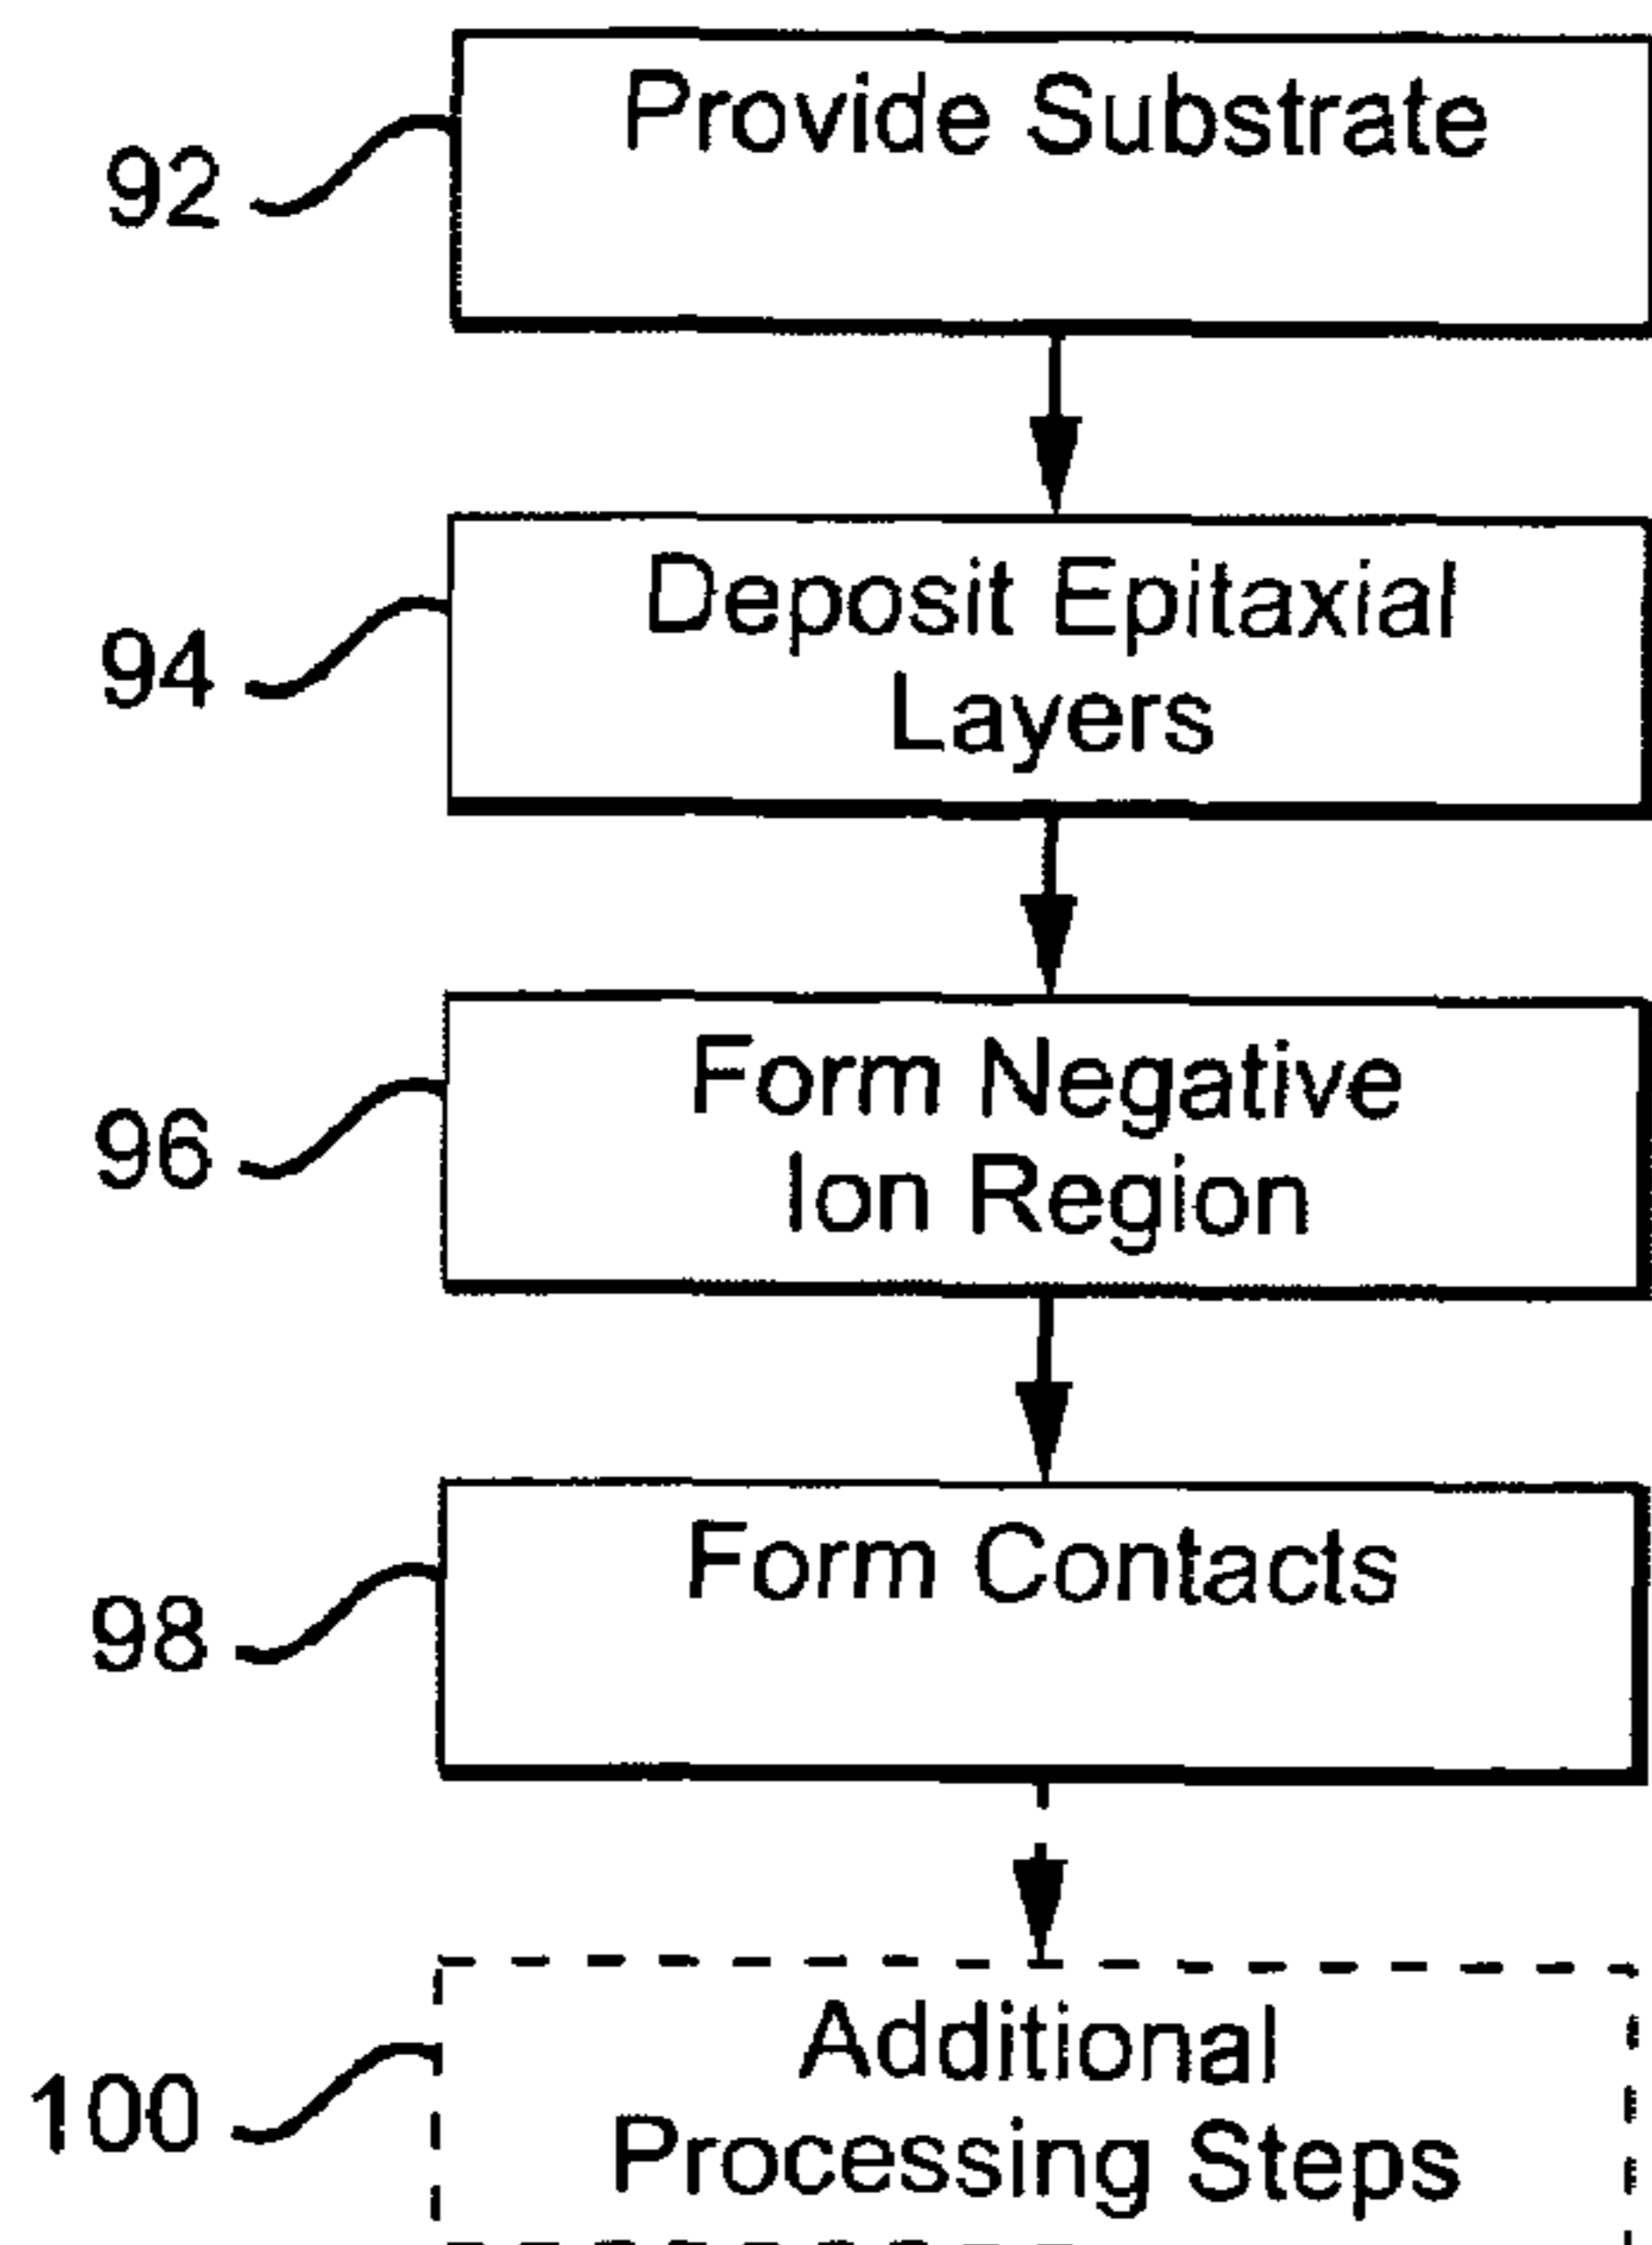 Provide Substrate
92
Deposit Epitaxial
Layers
94
Form Negative
Ion Region
96
Form Contacts
98
Additional
Processing Steps
100